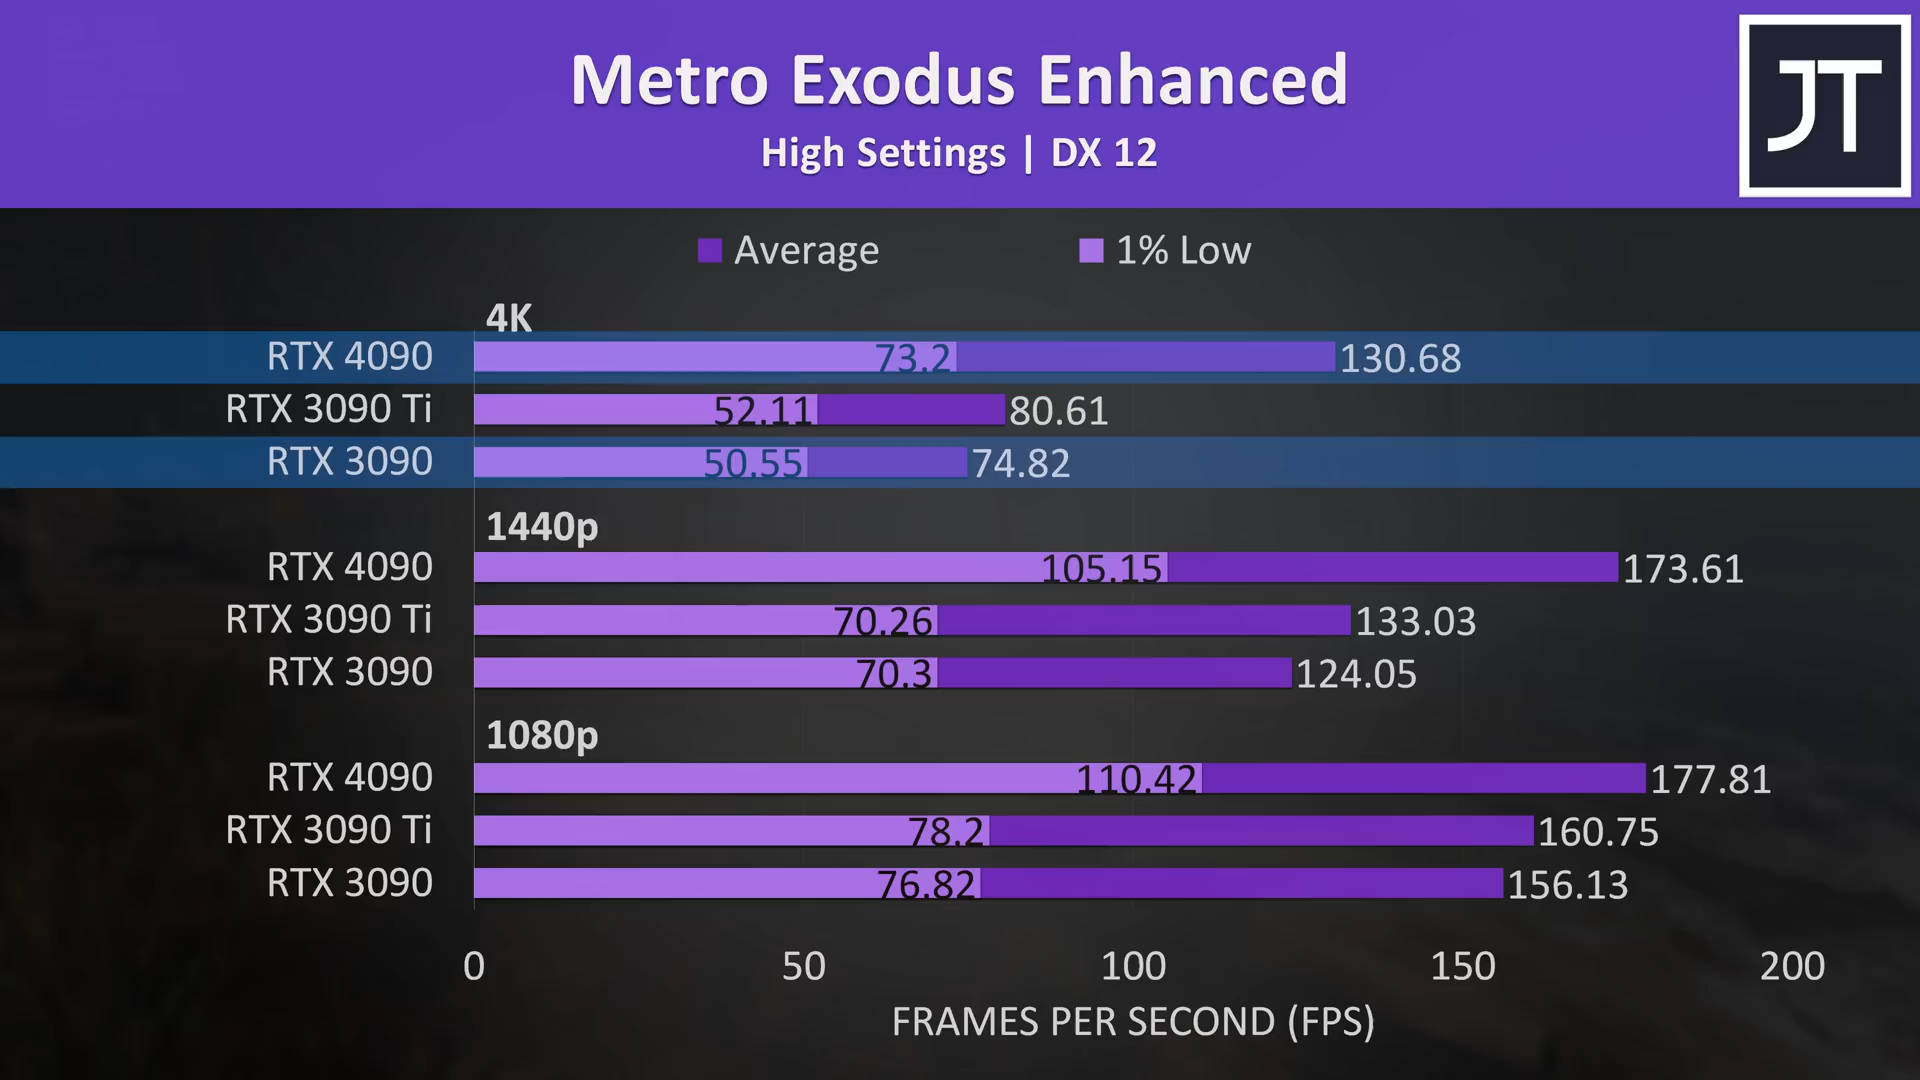 Metro Exodus Enhanced
JT
High Settings | DX 12
Average 1% Low
4K
RTX 4090 73.2 130.68
RTX 3090 Ti 52.11 80.61
RTX 3090 50.55 74.82
1440p
RTX 4090 105.15 173.61
RTX 3090 Ti 70.26 133.03
RTX 3090 70.3 124.05
1080p
RTX 4090 110.42 177.81
RTX 3090 Ti 78.2 160.75
RTX 3090 76.82 156.13
0 50 100 150 200
FRAMES PER SECOND (FPS)